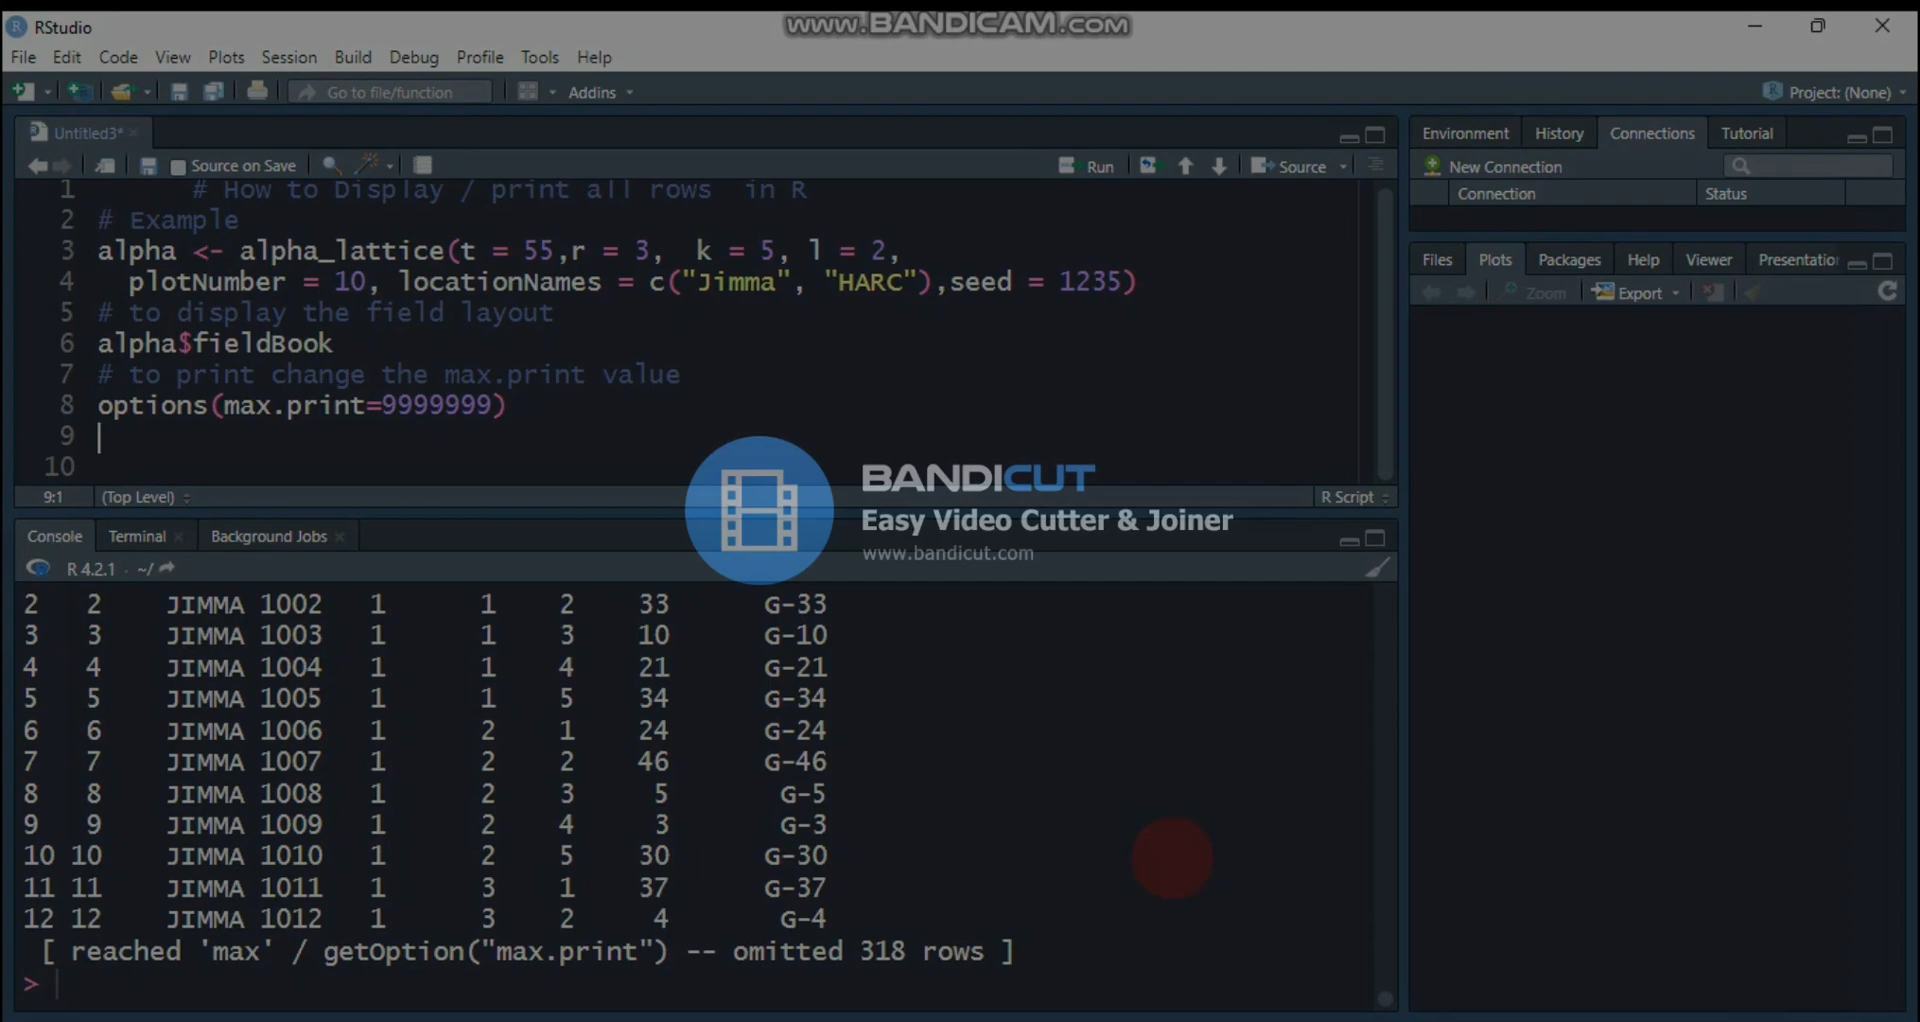 www.BANDICAM.com
RStudio
File Edit Code View Plots Session Build Debug Profile Tools Help
Go to file/function Addins Project: (None)
Untitled3*
Source on Save Run Source
1 # How to Display / print all rows in R
2 # Example
3 alpha <- alpha_lattice(t = 55,r = 3, k = 5, l = 2,
4 plotNumber = 10, locationNames = c("Jimma", "HARC"),seed = 1235)
5 # to display the field layout
6 alpha$fieldBook
7 # to print change the max.print value
8 options(max.print=9999999)
9
10
9:1 (Top Level) R Script
BANDICUT
Easy Video Cutter & Joiner
www.bandicut.com
Console Terminal Background Jobs
R 4.2.1 · ~/
2 2 JIMMA 1002 1 1 2 33 G-33
3 3 JIMMA 1003 1 1 3 10 G-10
4 4 JIMMA 1004 1 1 4 21 G-21
5 5 JIMMA 1005 1 1 5 34 G-34
6 6 JIMMA 1006 1 2 1 24 G-24
7 7 JIMMA 1007 1 2 2 46 G-46
8 8 JIMMA 1008 1 2 3 5 G-5
9 9 JIMMA 1009 1 2 4 3 G-3
10 10 JIMMA 1010 1 2 5 30 G-30
11 11 JIMMA 1011 1 3 1 37 G-37
12 12 JIMMA 1012 1 3 2 4 G-4
[ reached 'max' / getOption("max.print") -- omitted 318 rows ]
>
Environment History Connections Tutorial
New Connection
Connection Status
Files Plots Packages Help Viewer Presentatio
Zoom Export